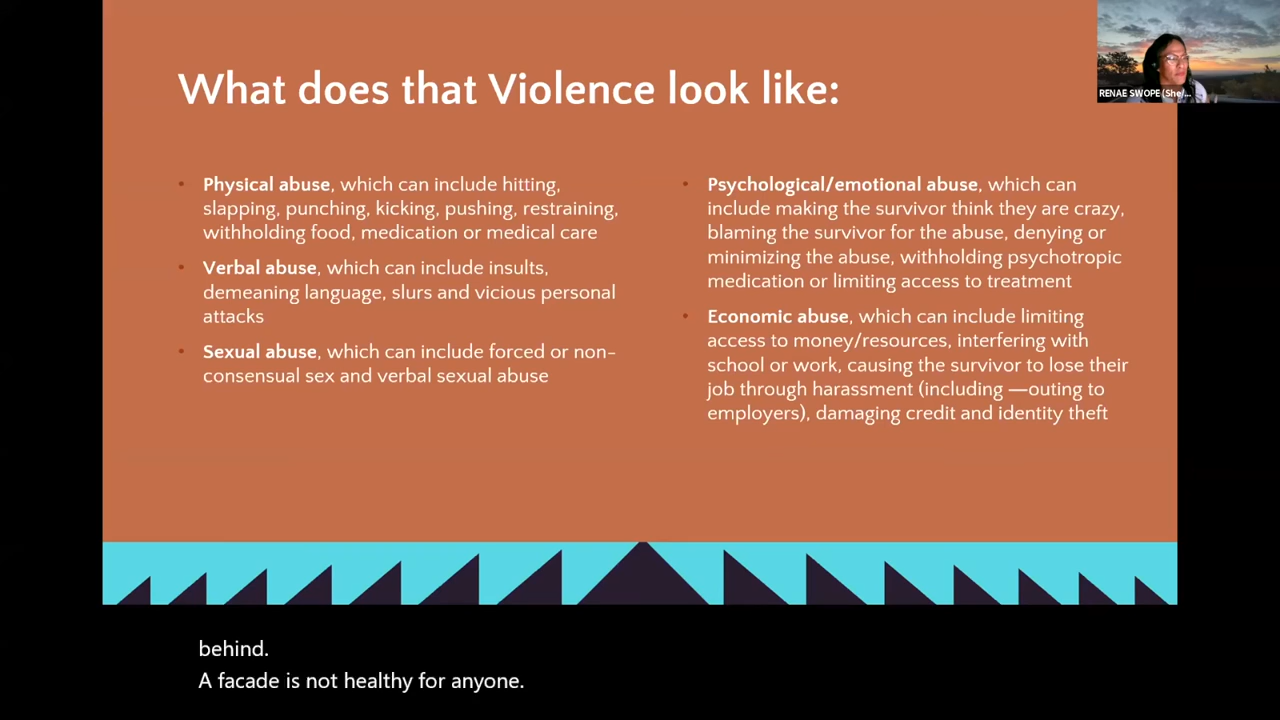 What does that Violence look like:
RENAE SWOPE (She/...
• Physical abuse, which can include hitting,
slapping, punching, kicking, pushing, restraining,
withholding food, medication or medical care
• Verbal abuse, which can include insults,
demeaning language, slurs and vicious personal
attacks
• Sexual abuse, which can include forced or non-
consensual sex and verbal sexual abuse
• Psychological/emotional abuse, which can
include making the survivor think they are crazy,
blaming the survivor for the abuse, denying or
minimizing the abuse, withholding psychotropic
medication or limiting access to treatment
• Economic abuse, which can include limiting
access to money/resources, interfering with
school or work, causing the survivor to lose their
job through harassment (including —outing to
employers), damaging credit and identity theft
behind.
A facade is not healthy for anyone.